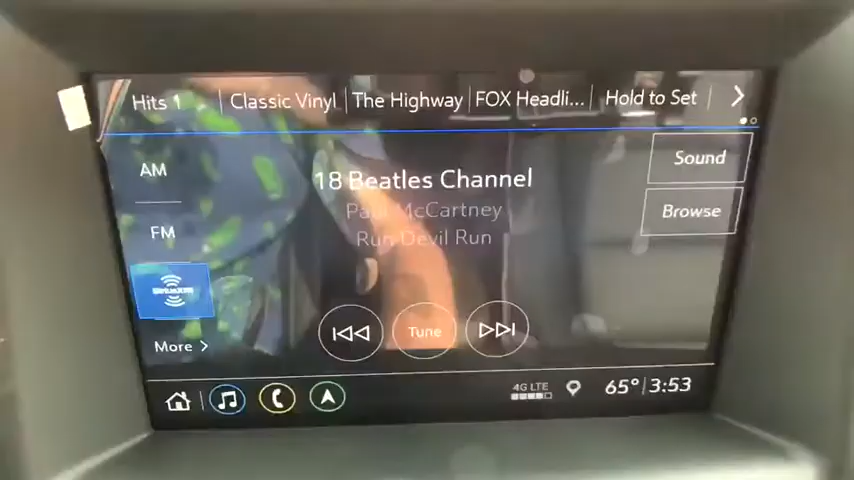 Hits 1 Classic Vinyl The Highway FOX Headli... Hold to Set
AM
18 Beatles Channel
Sound
Paul McCartney
Browse
FM
Run Devil Run
SiriusXM
Tune
More
4G LTE
65° 3:53